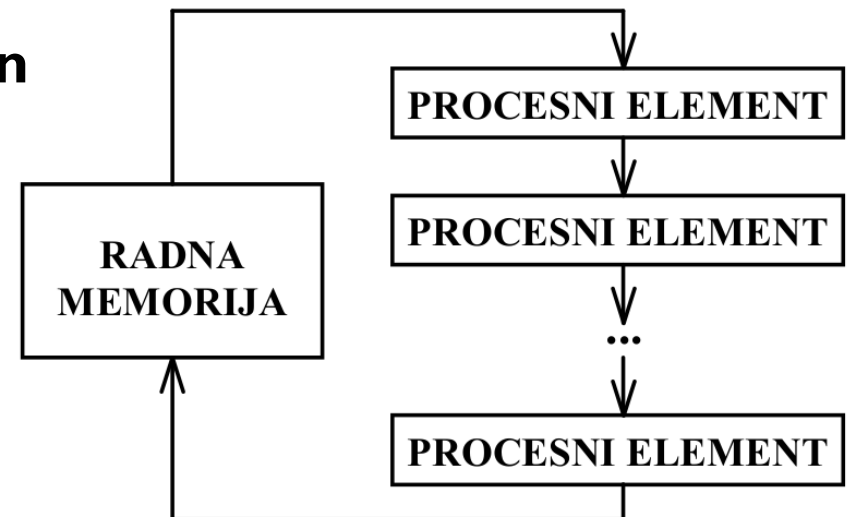 n
PROCESNI ELEMENT
PROCESNI ELEMENT
RADNA
MEMORIJA
...
PROCESNI ELEMENT